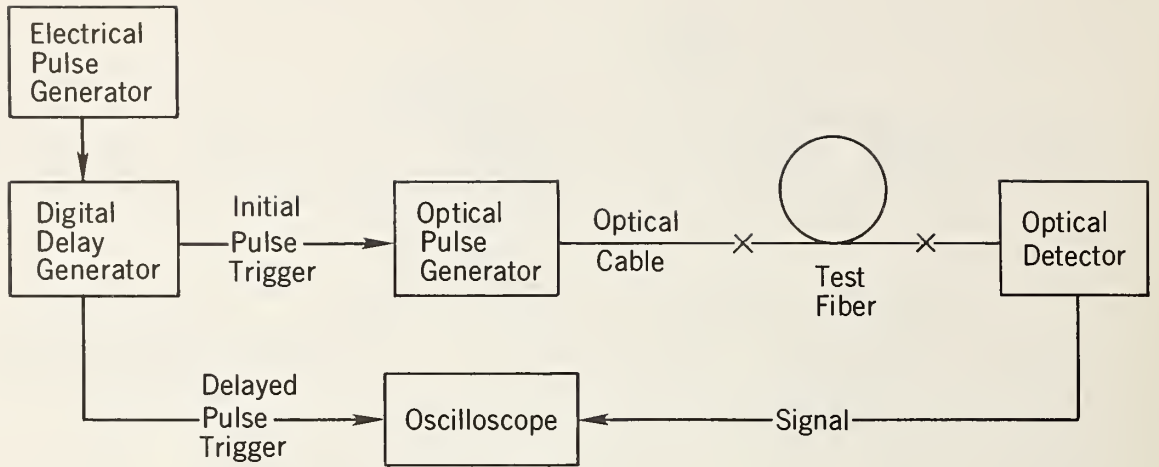 Electrical
Pulse
Generator
Digital
Delay
Generator
Initial
Pulse
Trigger
Optical
Pulse
Generator
Optical
Cable
Test
Fiber
Optical
Detector
Delayed
Pulse
Trigger
Oscilloscope
Signal